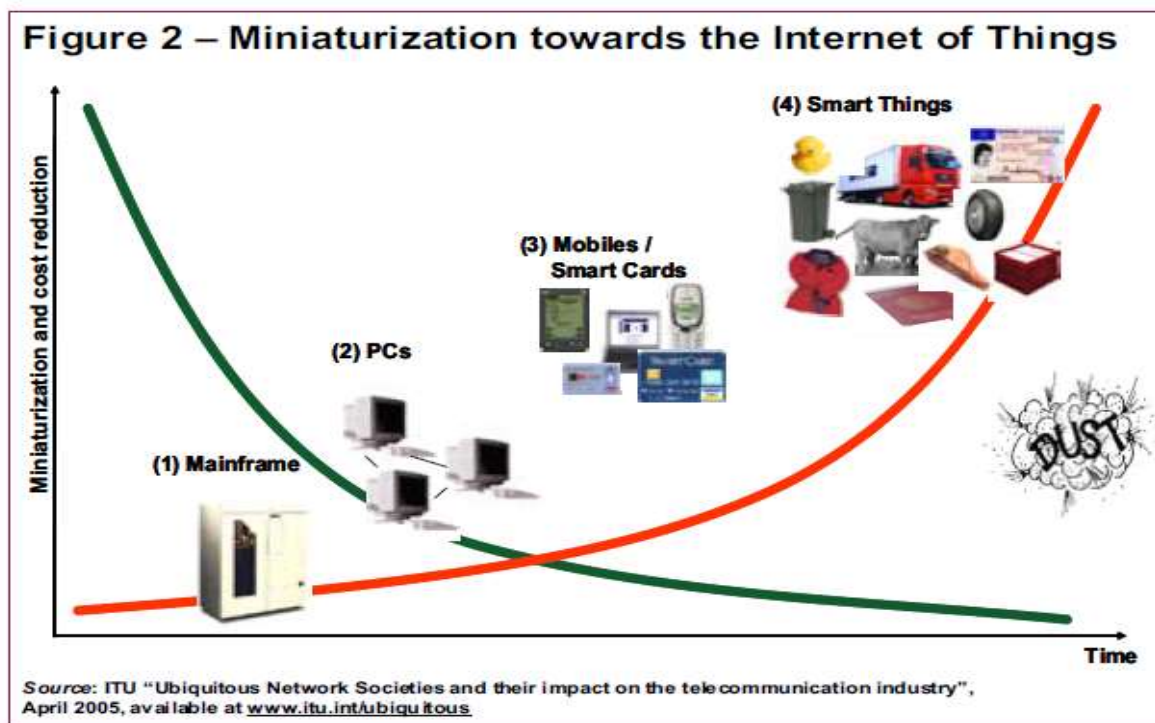 Figure 2 – Miniaturization towards the Internet of Things
Miniaturization and cost reduction
(4) Smart Things
(3) Mobiles /
Smart Cards
(2) PCs
(1) Mainframe
DUST
Time
Source: ITU “Ubiquitous Network Societies and their impact on the telecommunication industry”,
April 2005, available at www.itu.int/ubiquitous